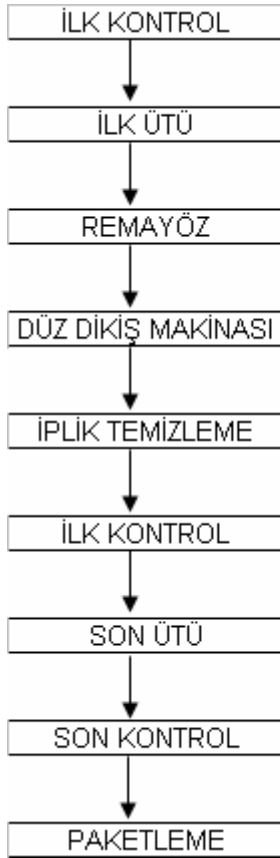 İLK KONTROL
İLK ÜTÜ
REMAYÖZ
DÜZ DİKİŞ MAKİNASI
İPLİK TEMİZLEME
İLK KONTROL
SON ÜTÜ
SON KONTROL
PAKETLEME